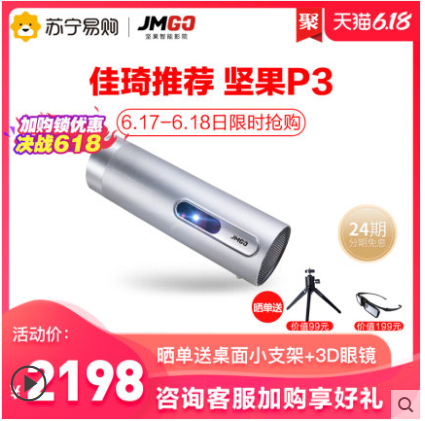 苏宁易购
JMGO
坚果智能影院
聚 天猫6.18
佳琦推荐 坚果P3
6.17-6.18日限时抢购
加购锁优惠
决战618
JMGO
24期
分期免息
晒单送
价值99元
价值199元
活动价:
¥2198
晒单送桌面小支架+3D眼镜
咨询客服加购享好礼